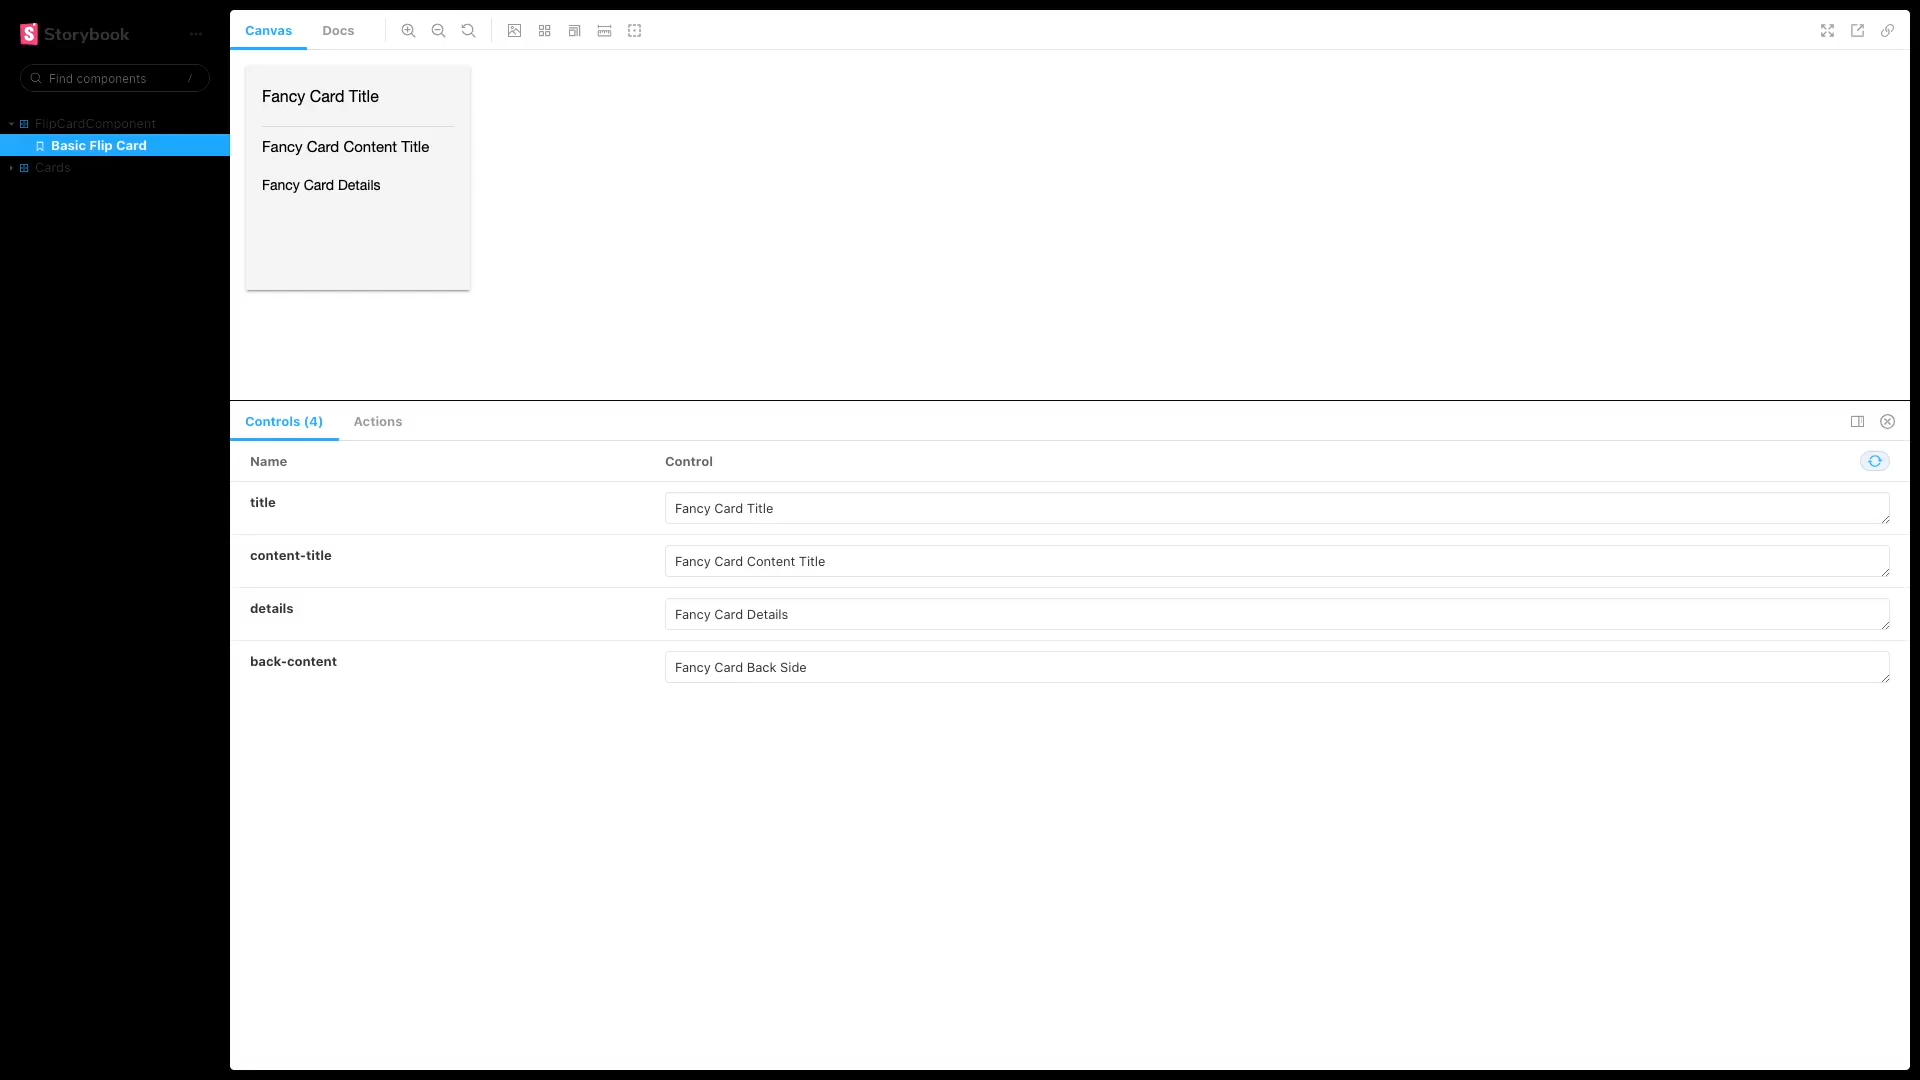 Storybook
Find components /
FlipCardComponent
Basic Flip Card
Cards
Canvas Docs
Fancy Card Title
Fancy Card Content Title
Fancy Card Details
Controls (4) Actions
Name Control
title Fancy Card Title
content-title Fancy Card Content Title
details Fancy Card Details
back-content Fancy Card Back Side